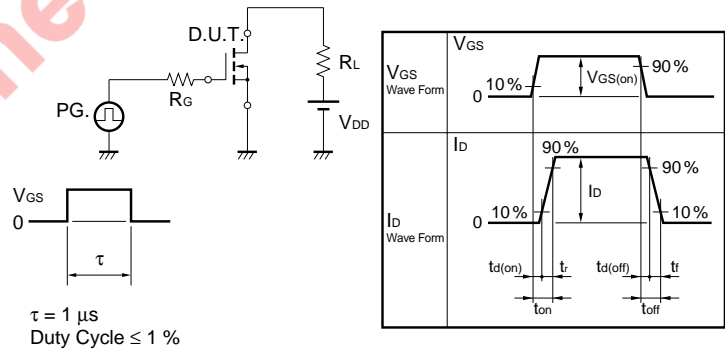 D.U.T.
RL
RG
PG.
VDD
VGS
0
τ
τ = 1 μs
Duty Cycle ≤ 1 %
VGS
Wave Form
VGS
10 %
0
VGS(on)
90 %
ID
Wave Form
ID
90 %
90 %
10 %
0
ID
10 %
td(on)
tr
td(off)
tf
ton
toff